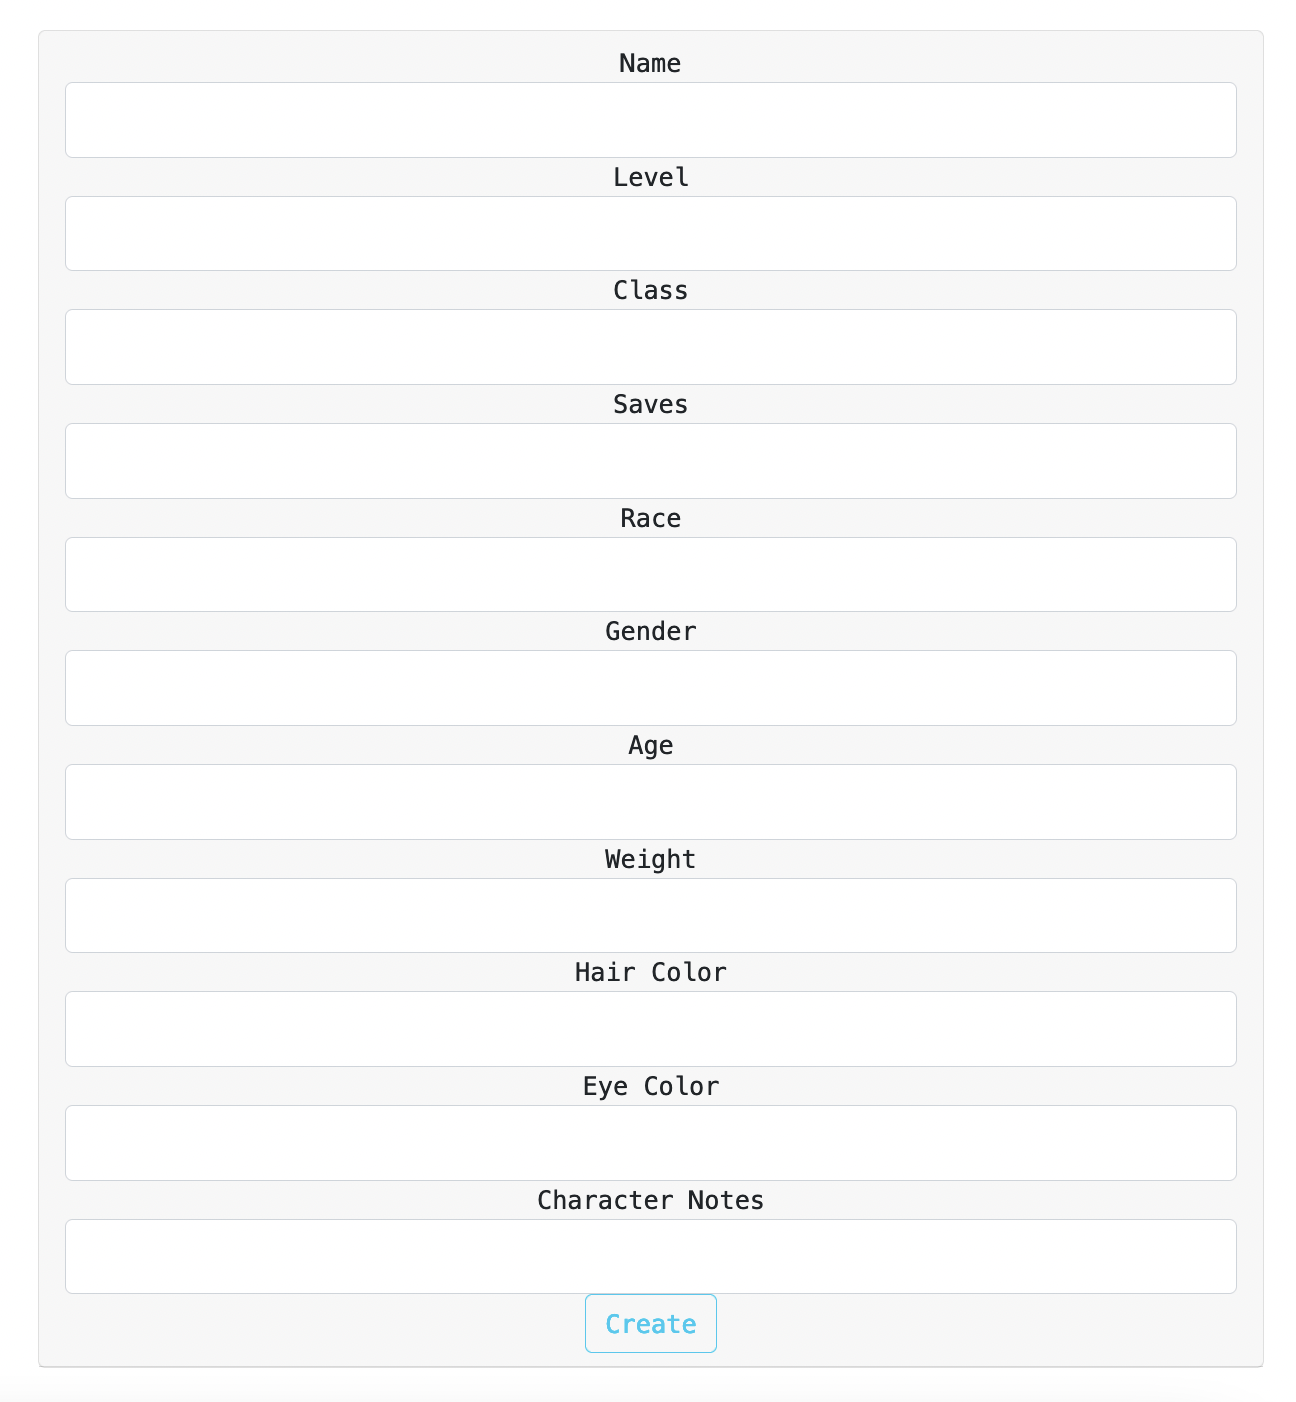 Name
Level
Class
Saves
Race
Gender
Age
Weight
Hair Color
Eye Color
Character Notes
Create